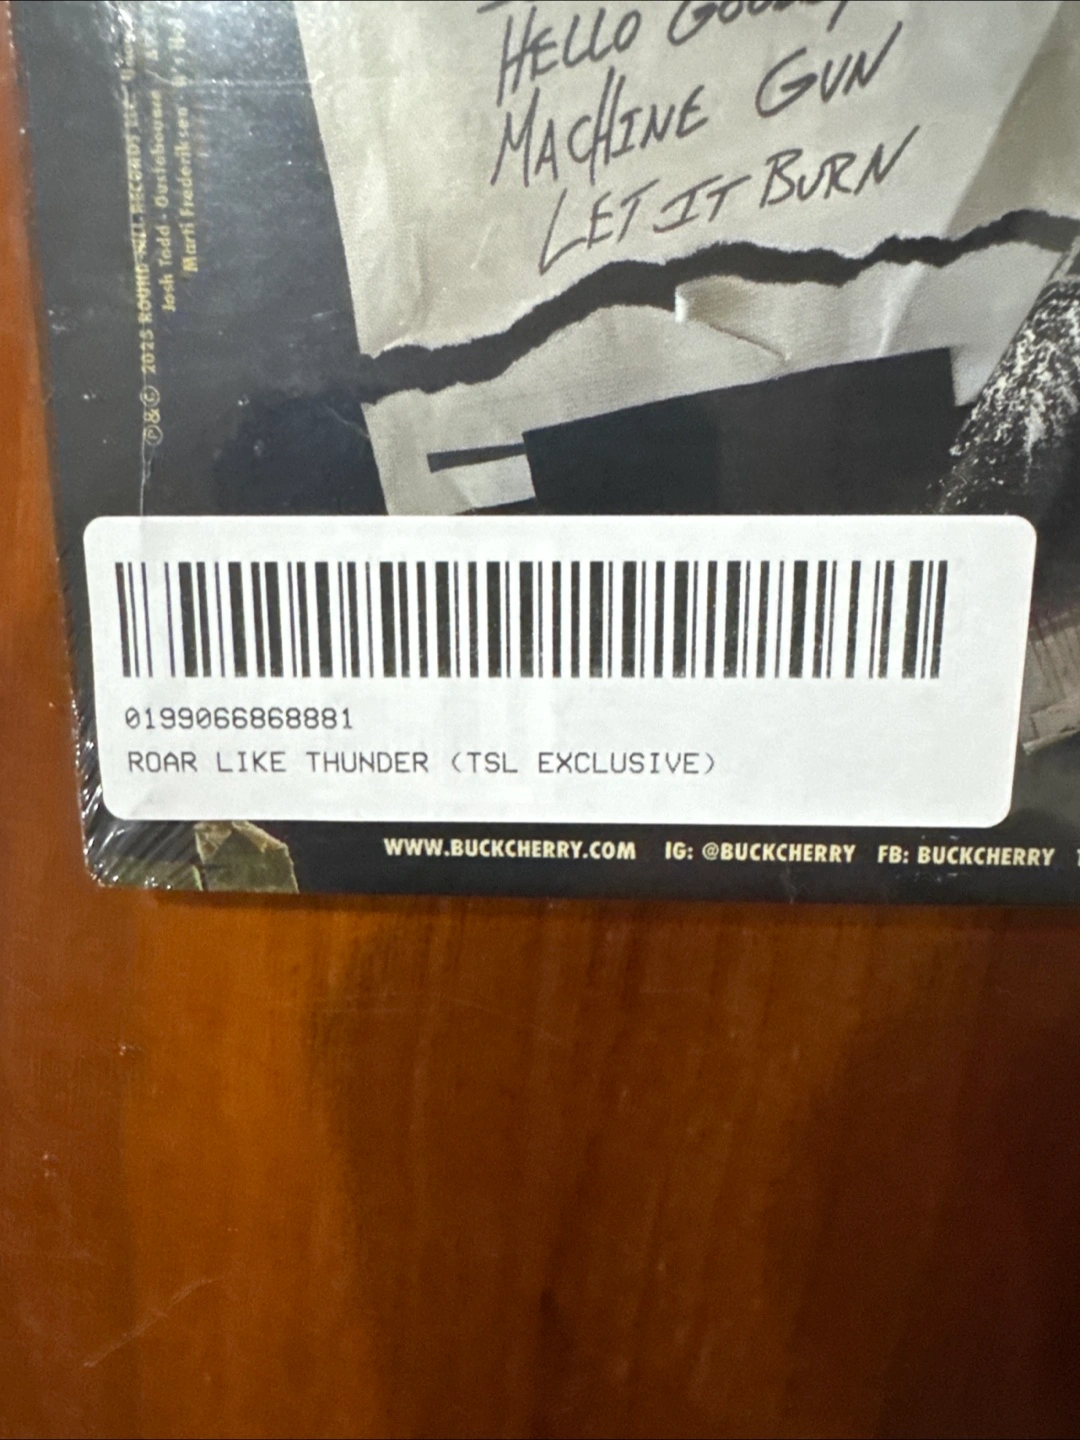 HELLO
MACHINE GUN
LET IT BURN
℗&© 2025 ROUND HILL RECORDS
Josh Todd - Oustabouns
Marti Frederiksen
0199066868881
ROAR LIKE THUNDER (TSL EXCLUSIVE)
WWW.BUCKCHERRY.COM IG: @BUCKCHERRY FB: BUCKCHERRY